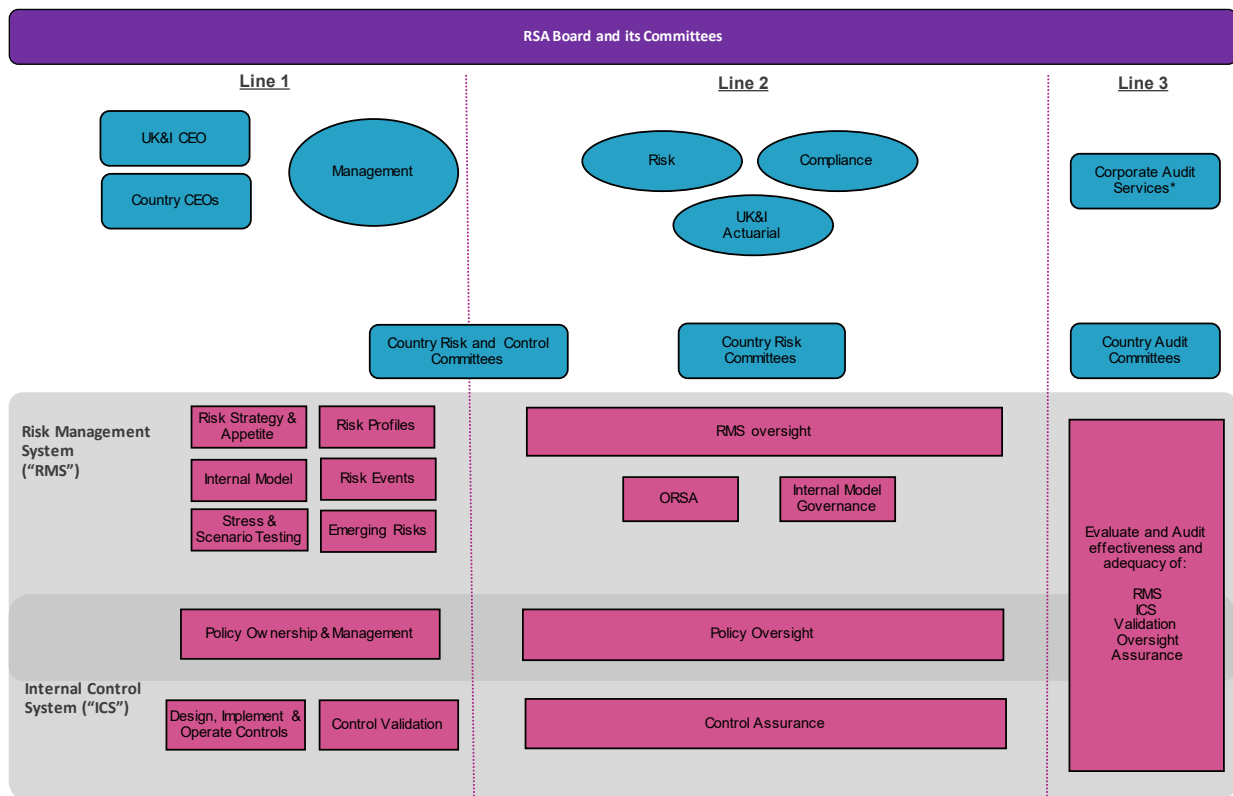 RSA Board and its Committees
Line 1
Line 2
Line 3
UK&I CEO
Country CEOs
Management
Risk
Compliance
UK&I
Actuarial
Corporate Audit
Services*
Country Risk and Control
Committees
Country Risk
Committees
Country Audit
Committees
Risk Management
System
(“RMS”)
Risk Strategy &
Appetite
Risk Profiles
Internal Model
Risk Events
Stress &
Scenario Testing
Emerging Risks
RMS oversight
ORSA
Internal Model
Governance
Evaluate and Audit
effectiveness and
adequacy of:
RMS
ICS
Validation
Oversight
Assurance
Policy Ownership & Management
Policy Oversight
Internal Control
System (“ICS”)
Design, Implement &
Operate Controls
Control Validation
Control Assurance